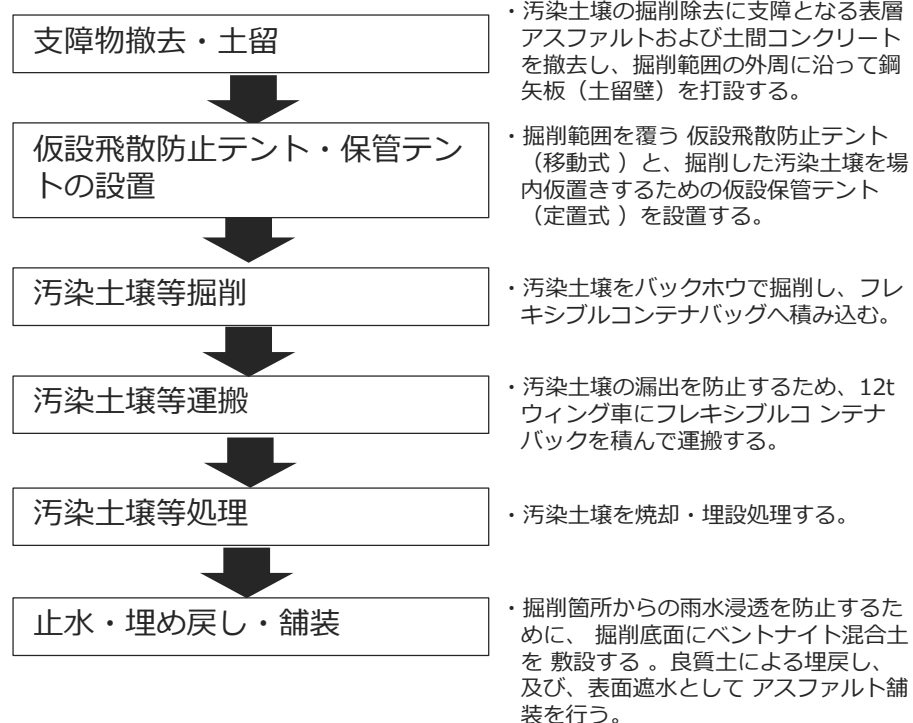 支障物撤去・土留
・汚染土壌の掘削除去に支障となる表層
アスファルトおよび土間コンクリート
を撤去し、掘削範囲の外周に沿って鋼
矢板（土留壁）を打設する。
仮設飛散防止テント・保管テン
トの設置
・掘削範囲を覆う 仮設飛散防止テント
（移動式 ）と、掘削した汚染土壌を場
内仮置きするための仮設保管テント
（定置式 ）を設置する。
汚染土壌等掘削
・汚染土壌をバックホウで掘削し、フレ
キシブルコンテナバッグへ積み込む。
汚染土壌等運搬
・汚染土壌の漏出を防止するため、12t
ウィング車にフレキシブルコ ンテナ
バックを積んで運搬する。
汚染土壌等処理
・汚染土壌を焼却・埋設処理する。
止水・埋め戻し・舗装
・掘削箇所からの雨水浸透を防止するた
めに、 掘削底面にベントナイト混合土
を 敷設する 。良質土による埋戻し、
及び、表面遮水として アスファルト舗
装を行う。